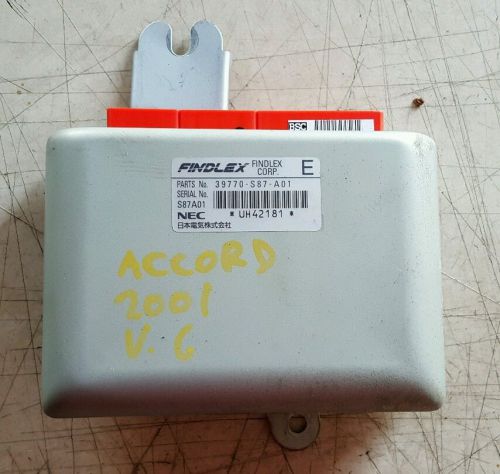 BSC
FINDLEX FINDLEX CORP. E
PARTS No. 39770-S87-A01
SERIAL No.
S87A01
NEC * UH42181 *
日本電気株式会社
ACCORD
2001
V.6